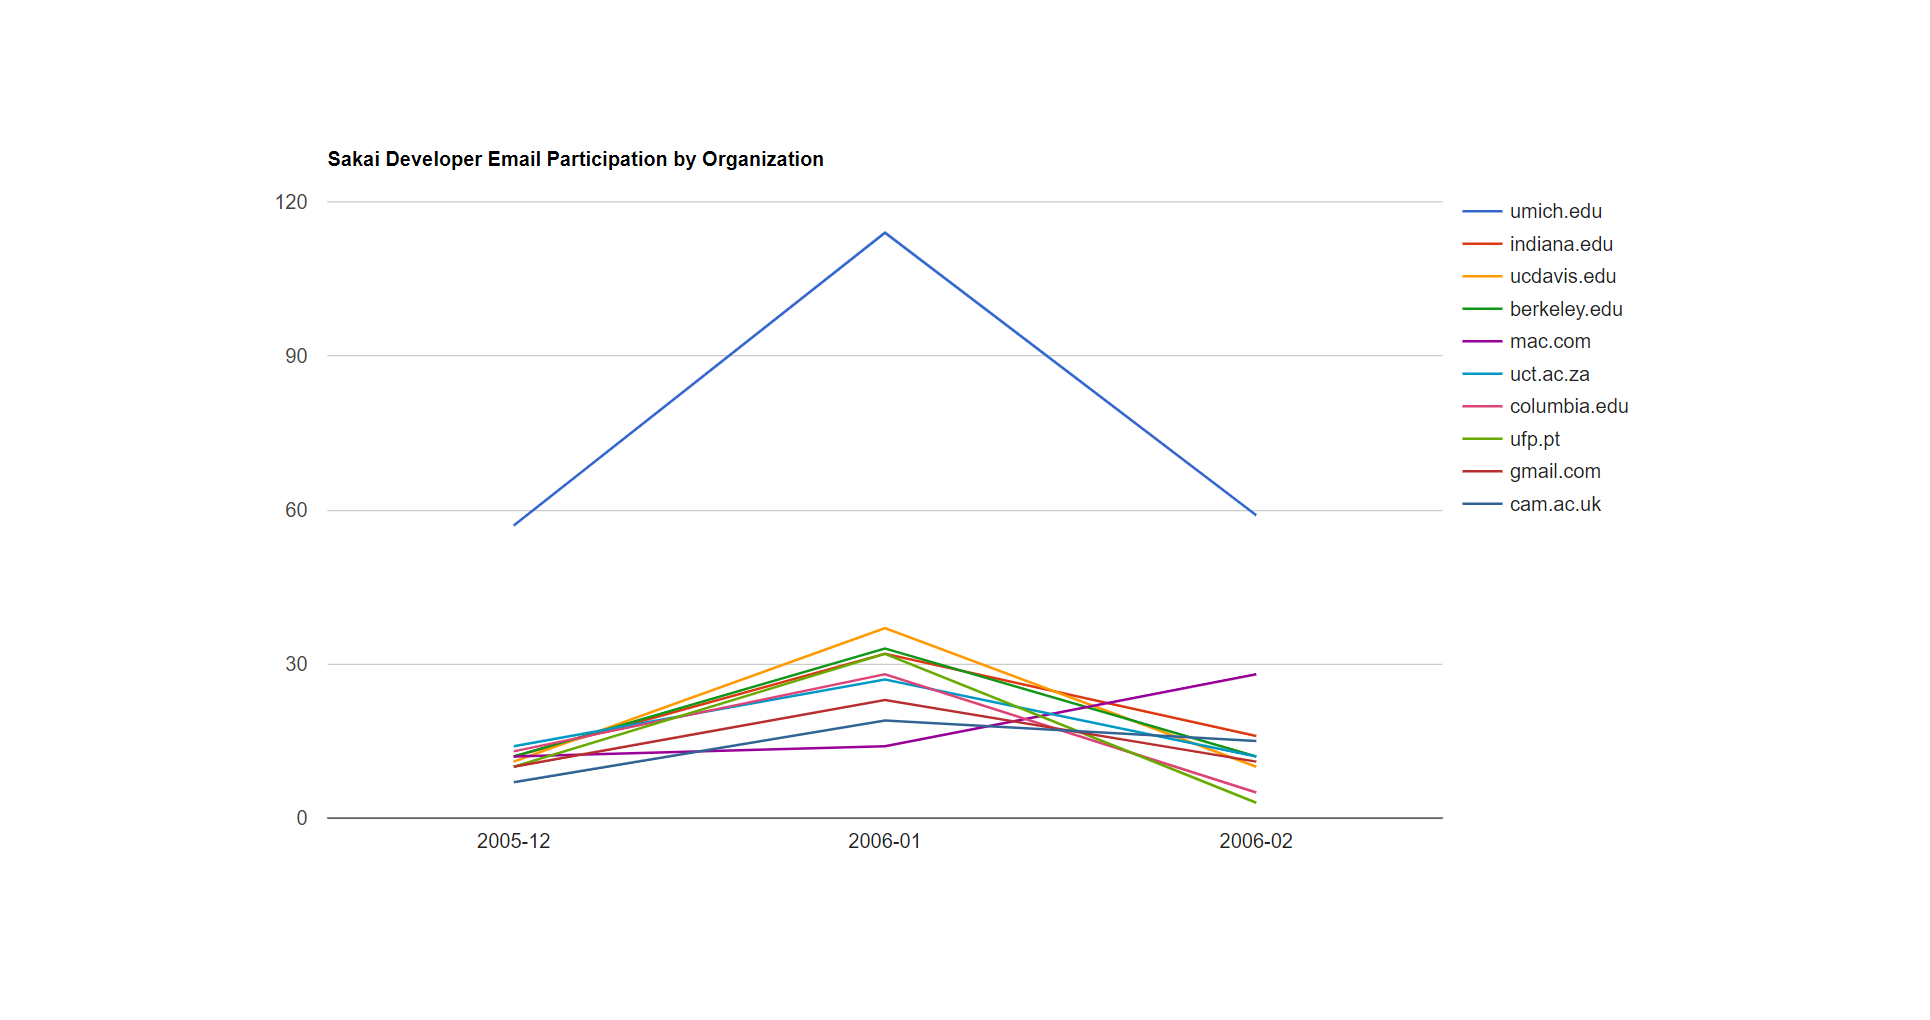 Sakai Developer Email Participation by Organization
120
90
60
30
0
2005-12
2006-01
2006-02
umich.edu
indiana.edu
ucdavis.edu
berkeley.edu
mac.com
uct.ac.za
columbia.edu
ufp.pt
gmail.com
cam.ac.uk